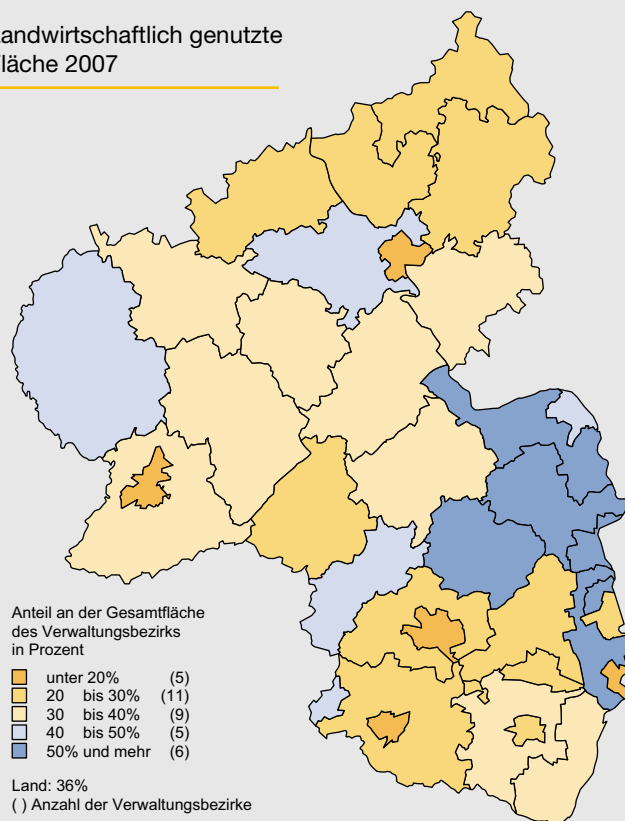 andwirtschaftlich genutzte
läche 2007
Anteil an der Gesamtfläche
des Verwaltungsbezirks
in Prozent
unter 20% (5)
20 bis 30% (11)
30 bis 40% (9)
40 bis 50% (5)
50% und mehr (6)
Land: 36%
( ) Anzahl der Verwaltungsbezirke